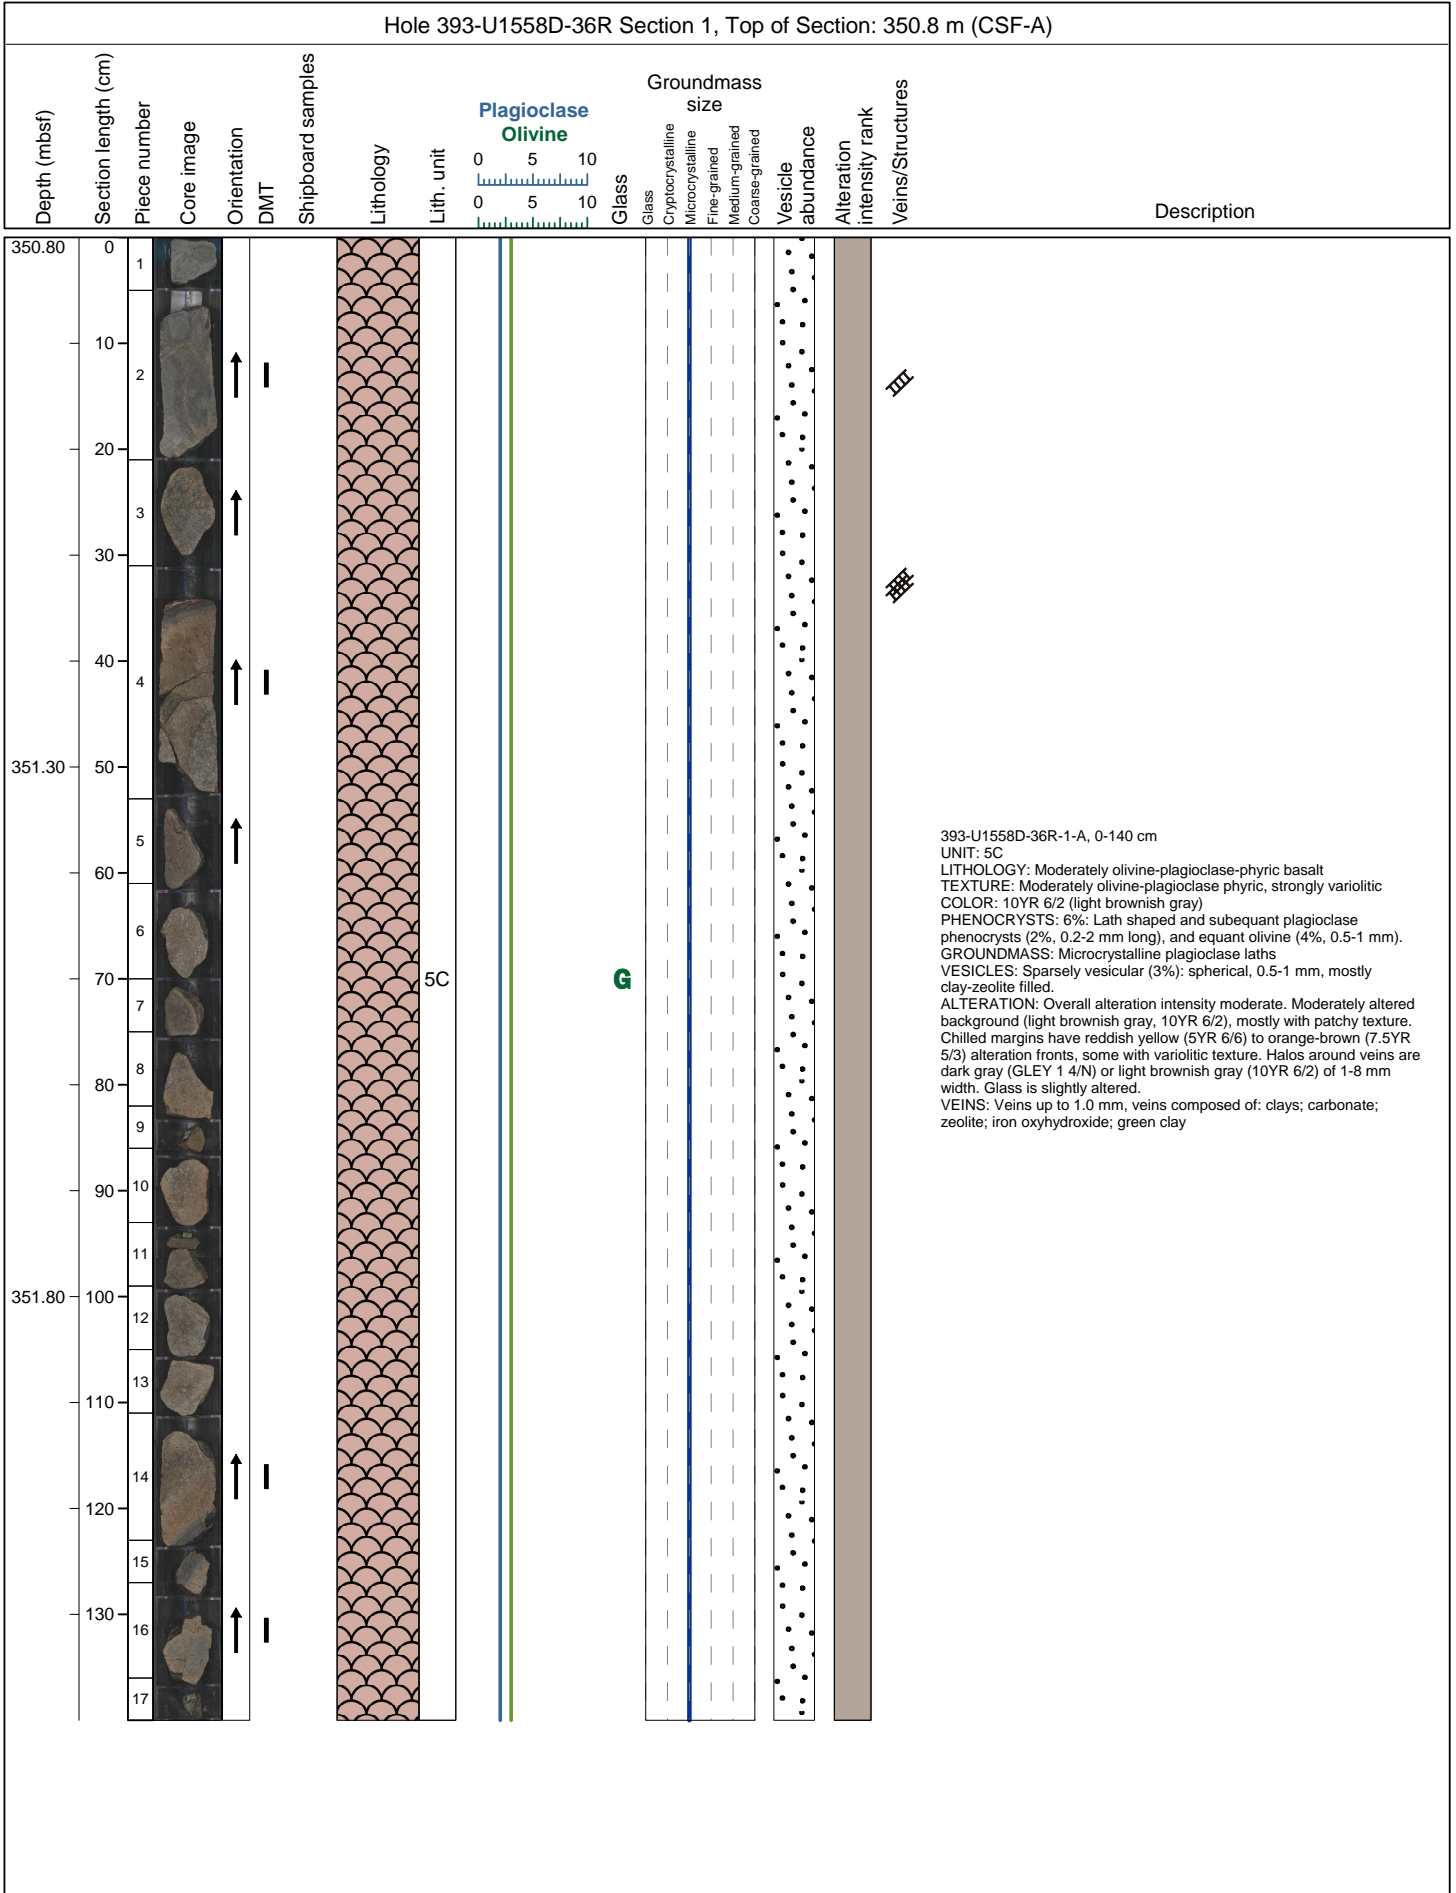 Hole 393-U1558D-36R Section 1, Top of Section: 350.8 m (CSF-A)
Depth (mbsf)
Section length (cm)
Piece number
Core image
Orientation
DMT
Shipboard samples
Lithology
Lith. unit
Plagioclase
Olivine
0 5 10
0 5 10
Glass
Groundmass
size
Glass
Cryptocrystalline
Microcrystalline
Fine-grained
Medium-grained
Coarse-grained
Vesicle
abundance
Alteration
intensity rank
Veins/Structures
Description
350.80
351.30
351.80
0
10
20
30
40
50
60
70
80
90
100
110
120
130
1
2
3
4
5
6
7
8
9
10
11
12
13
14
15
16
17
5C
G
393-U1558D-36R-1-A, 0-140 cm
UNIT: 5C
LITHOLOGY: Moderately olivine-plagioclase-phyric basalt
TEXTURE: Moderately olivine-plagioclase phyric, strongly variolitic
COLOR: 10YR 6/2 (light brownish gray)
PHENOCRYSTS: 6%: Lath shaped and subequant plagioclase
phenocrysts (2%, 0.2-2 mm long), and equant olivine (4%, 0.5-1 mm).
GROUNDMASS: Microcrystalline plagioclase laths
VESICLES: Sparsely vesicular (3%): spherical, 0.5-1 mm, mostly
clay-zeolite filled.
ALTERATION: Overall alteration intensity moderate. Moderately altered
background (light brownish gray, 10YR 6/2), mostly with patchy texture.
Chilled margins have reddish yellow (5YR 6/6) to orange-brown (7.5YR
5/3) alteration fronts, some with variolitic texture. Halos around veins are
dark gray (GLEY 1 4/N) or light brownish gray (10YR 6/2) of 1-8 mm
width. Glass is slightly altered.
VEINS: Veins up to 1.0 mm, veins composed of: clays; carbonate;
zeolite; iron oxyhydroxide; green clay